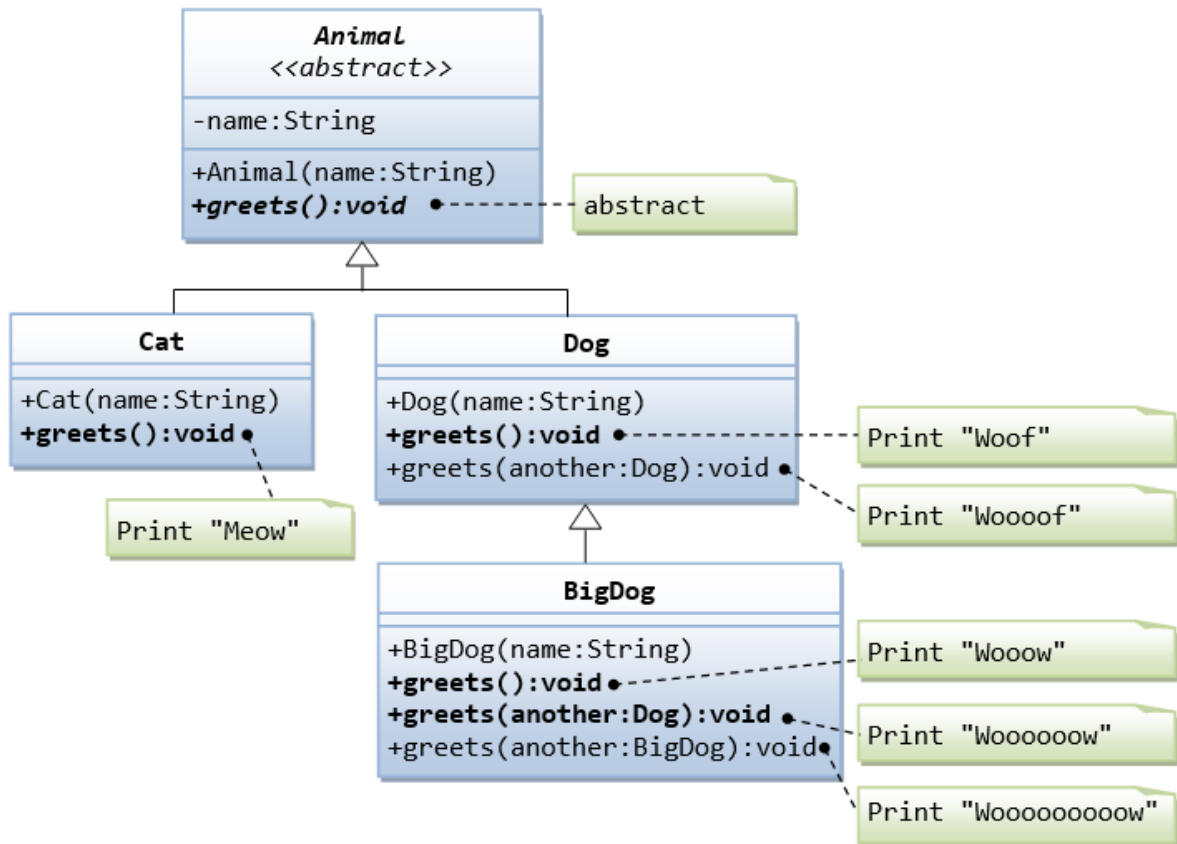 Animal
<<abstract>>
-name:String
+Animal(name:String)
+greets():void
abstract
Cat
+Cat(name:String)
+greets():void
Print "Meow"
Dog
+Dog(name:String)
+greets():void
+greets(another:Dog):void
Print "Woof"
Print "Woooof"
BigDog
+BigDog(name:String)
+greets():void
+greets(another:Dog):void
+greets(another:BigDog):void
Print "Wooow"
Print "Woooooow"
Print "Wooooooooow"